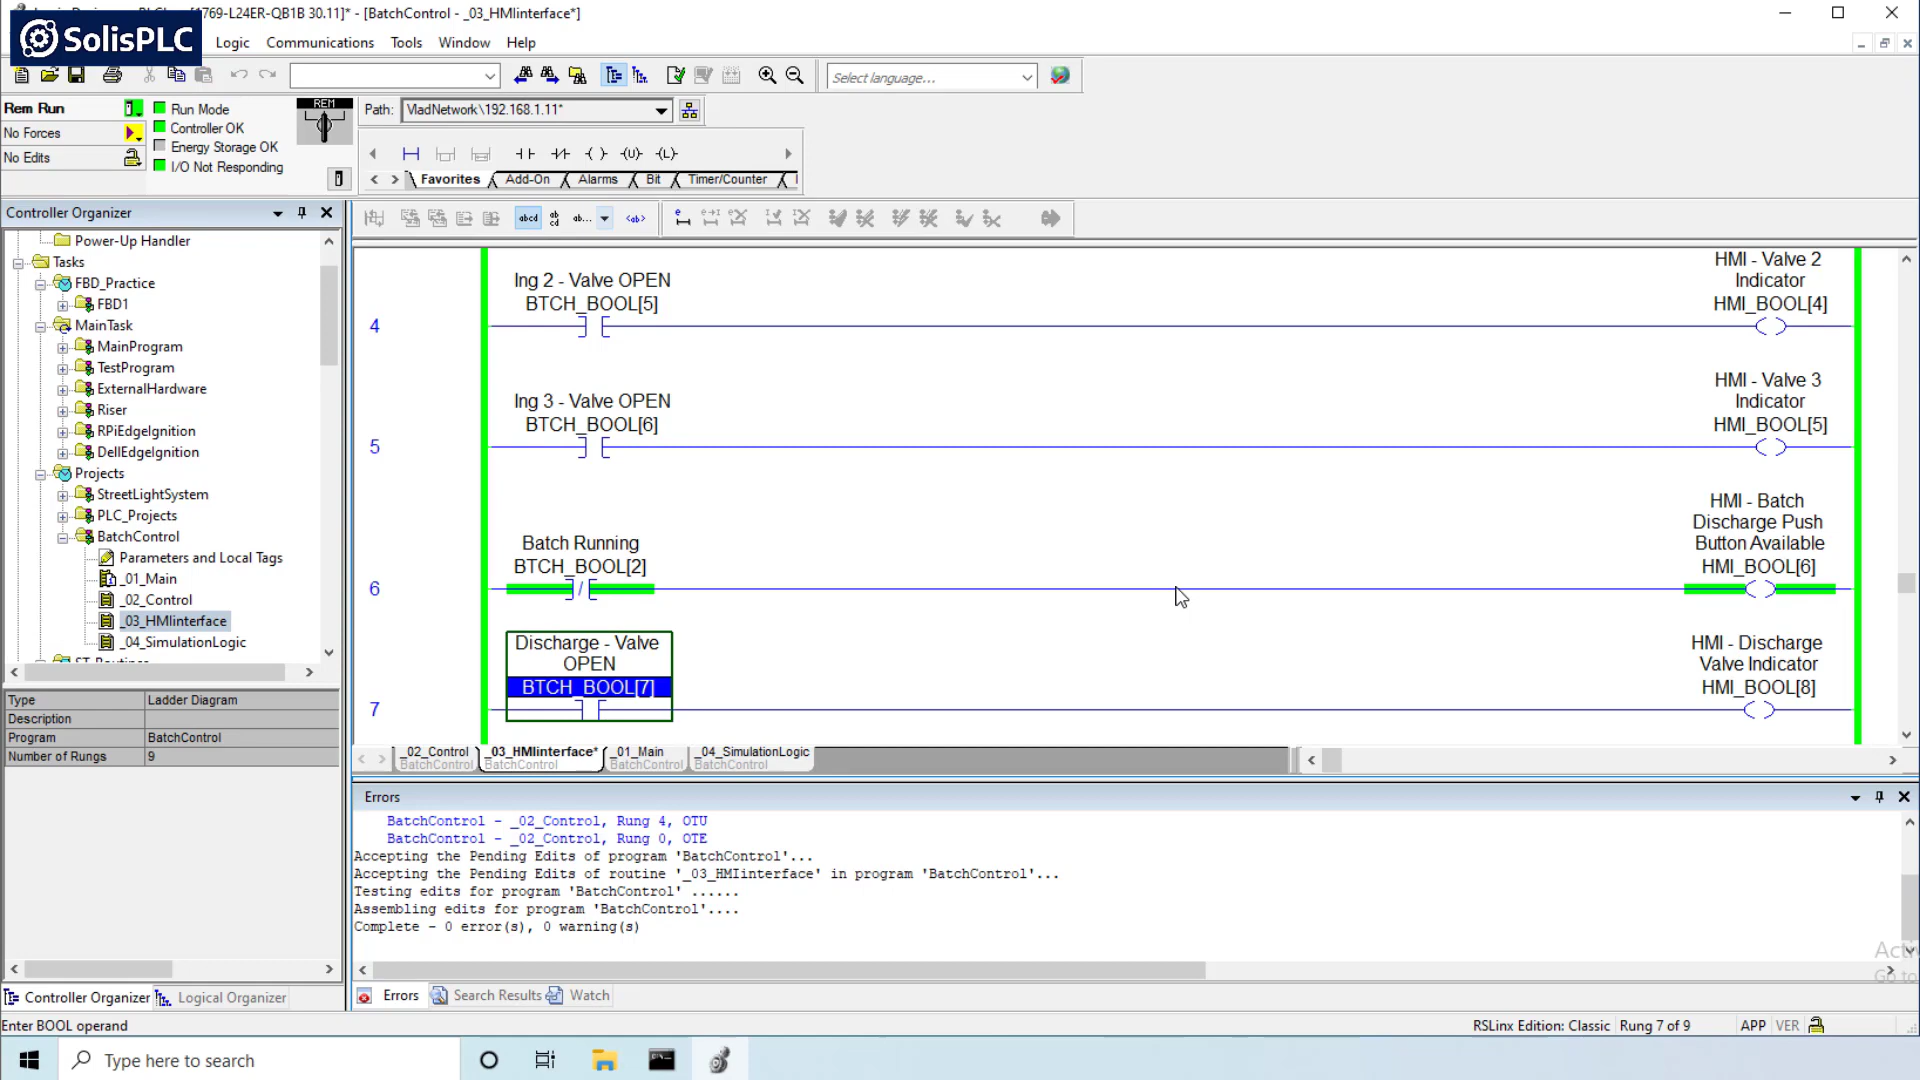 1769-L24ER-QB1B 30.11]* - [BatchControl - _03_HMIinterface*]
SolisPLC
Logic Communications Tools Window Help
Select language...
Rem Run
No Forces
No Edits
Run Mode
Controller OK
Energy Storage OK
I/O Not Responding
REM
Path: VladNetwork\192.168.1.11*
Favorites Add-On Alarms Bit Timer/Counter
Controller Organizer
Power-Up Handler
Tasks
FBD_Practice
FBD1
MainTask
MainProgram
TestProgram
ExternalHardware
Riser
RPiEdgeIgnition
DellEdgeIgnition
Projects
StreetLightSystem
PLC_Projects
BatchControl
Parameters and Local Tags
_01_Main
_02_Control
_03_HMIinterface
_04_SimulationLogic
Type Ladder Diagram
Description
Program BatchControl
Number of Rungs 9
Controller Organizer Logical Organizer
abcd
ab
cd
ab...
<ab>
4
Ing 2 - Valve OPEN
BTCH_BOOL[5]
HMI - Valve 2
Indicator
HMI_BOOL[4]
5
Ing 3 - Valve OPEN
BTCH_BOOL[6]
HMI - Valve 3
Indicator
HMI_BOOL[5]
6
Batch Running
BTCH_BOOL[2]
HMI - Batch
Discharge Push
Button Available
HMI_BOOL[6]
7
Discharge - Valve
OPEN
BTCH_BOOL[7]
HMI - Discharge
Valve Indicator
HMI_BOOL[8]
_02_Control _03_HMIinterface* _01_Main _04_SimulationLogic
BatchControl BatchControl BatchControl BatchControl
Errors
BatchControl - _02_Control, Rung 4, OTU
BatchControl - _02_Control, Rung 0, OTE
Accepting the Pending Edits of program 'BatchControl'...
Accepting the Pending Edits of routine '_03_HMIinterface' in program 'BatchControl'...
Testing edits for program 'BatchControl' ......
Assembling edits for program 'BatchControl'....
Complete - 0 error(s), 0 warning(s)
Errors Search Results Watch
Enter BOOL operand
RSLinx Edition: Classic Rung 7 of 9 APP VER
Type here to search